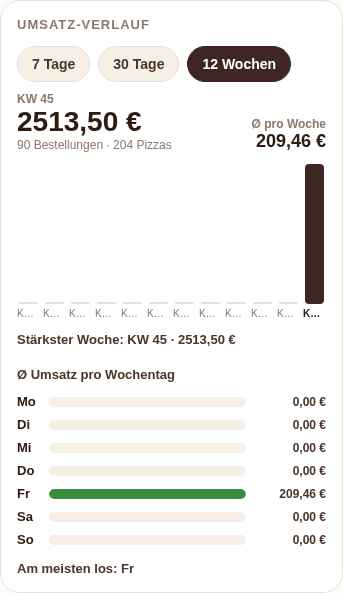 UMSATZ-VERLAUF
7 Tage 30 Tage 12 Wochen
KW 45
2513,50 €
90 Bestellungen · 204 Pizzas
Ø pro Woche
209,46 €
K… K… K… K… K… K… K… K… K… K… K… K…
Stärkster Woche: KW 45 · 2513,50 €
Ø Umsatz pro Wochentag
Mo 0,00 €
Di 0,00 €
Mi 0,00 €
Do 0,00 €
Fr 209,46 €
Sa 0,00 €
So 0,00 €
Am meisten los: Fr